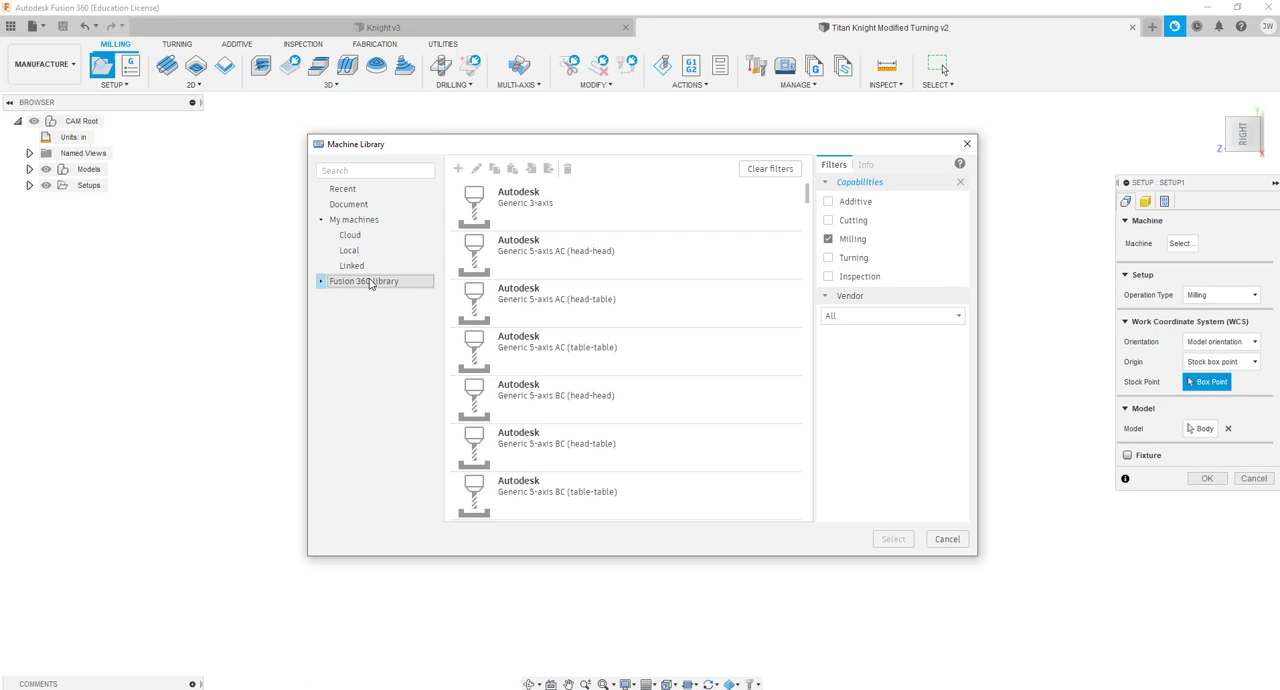 Autodesk Fusion 360 (Education License)
Knight v3
Titan Knight Modified Turning v2
JW
MILLING TURNING ADDITIVE INSPECTION FABRICATION UTILITIES
MANUFACTURE
SETUP 2D 3D DRILLING MULTI-AXIS MODIFY ACTIONS MANAGE INSPECT SELECT
BROWSER
CAM Root
Units: in
Named Views
Models
Setups
Machine Library
Search
Recent
Document
My machines
Cloud
Local
Linked
Fusion 360 library
Clear filters
Autodesk
Generic 3-axis
Autodesk
Generic 5-axis AC (head-head)
Autodesk
Generic 5-axis AC (head-table)
Autodesk
Generic 5-axis AC (table-table)
Autodesk
Generic 5-axis BC (head-head)
Autodesk
Generic 5-axis BC (head-table)
Autodesk
Generic 5-axis BC (table-table)
Filters Info
Capabilities
Additive
Cutting
Milling
Turning
Inspection
Vendor
All
Select Cancel
RIGHT
Y
Z
X
SETUP : SETUP1
Machine
Machine Select...
Setup
Operation Type Milling
Work Coordinate System (WCS)
Orientation Model orientation
Origin Stock box point
Stock Point Box Point
Model
Model Body
Fixture
OK Cancel
COMMENTS